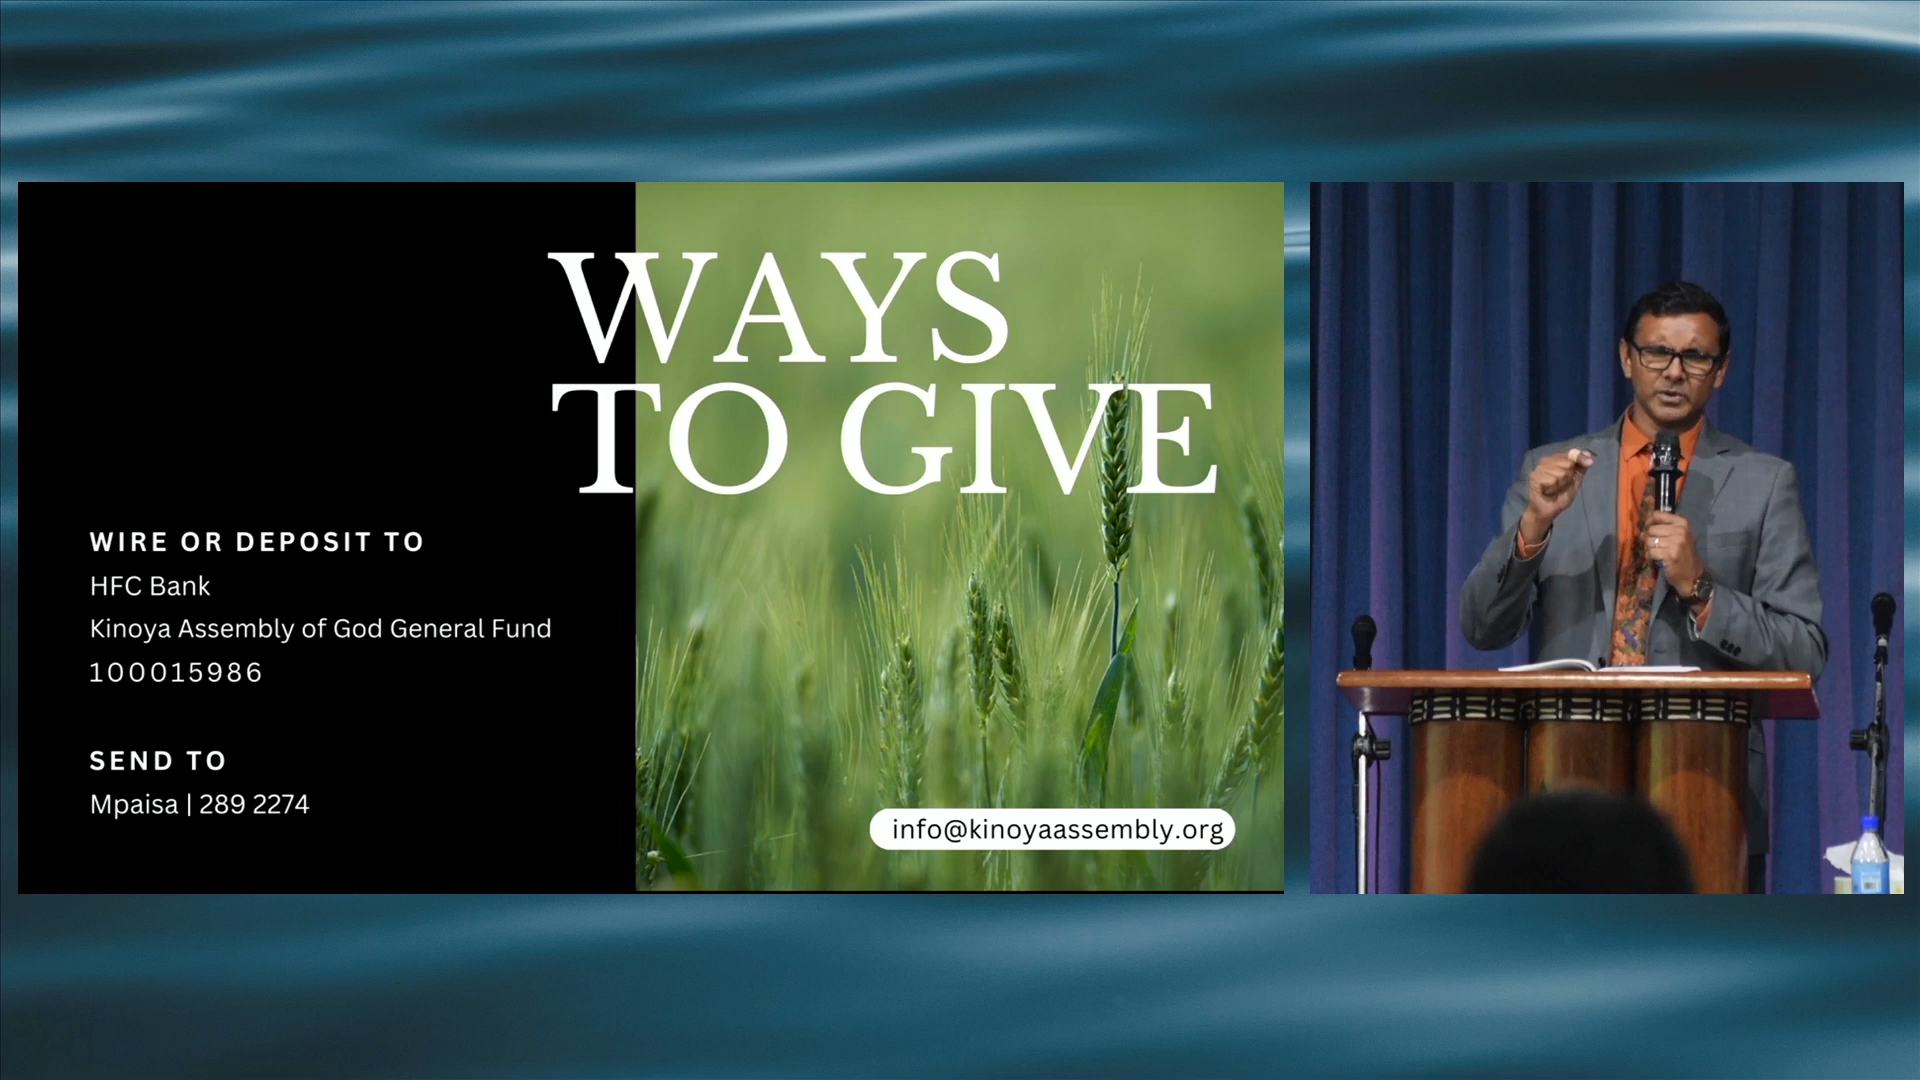 WAYS
TO GIVE
WIRE OR DEPOSIT TO
HFC Bank
Kinoya Assembly of God General Fund
100015986
SEND TO
Mpaisa | 289 2274
info@kinoyaassembly.org